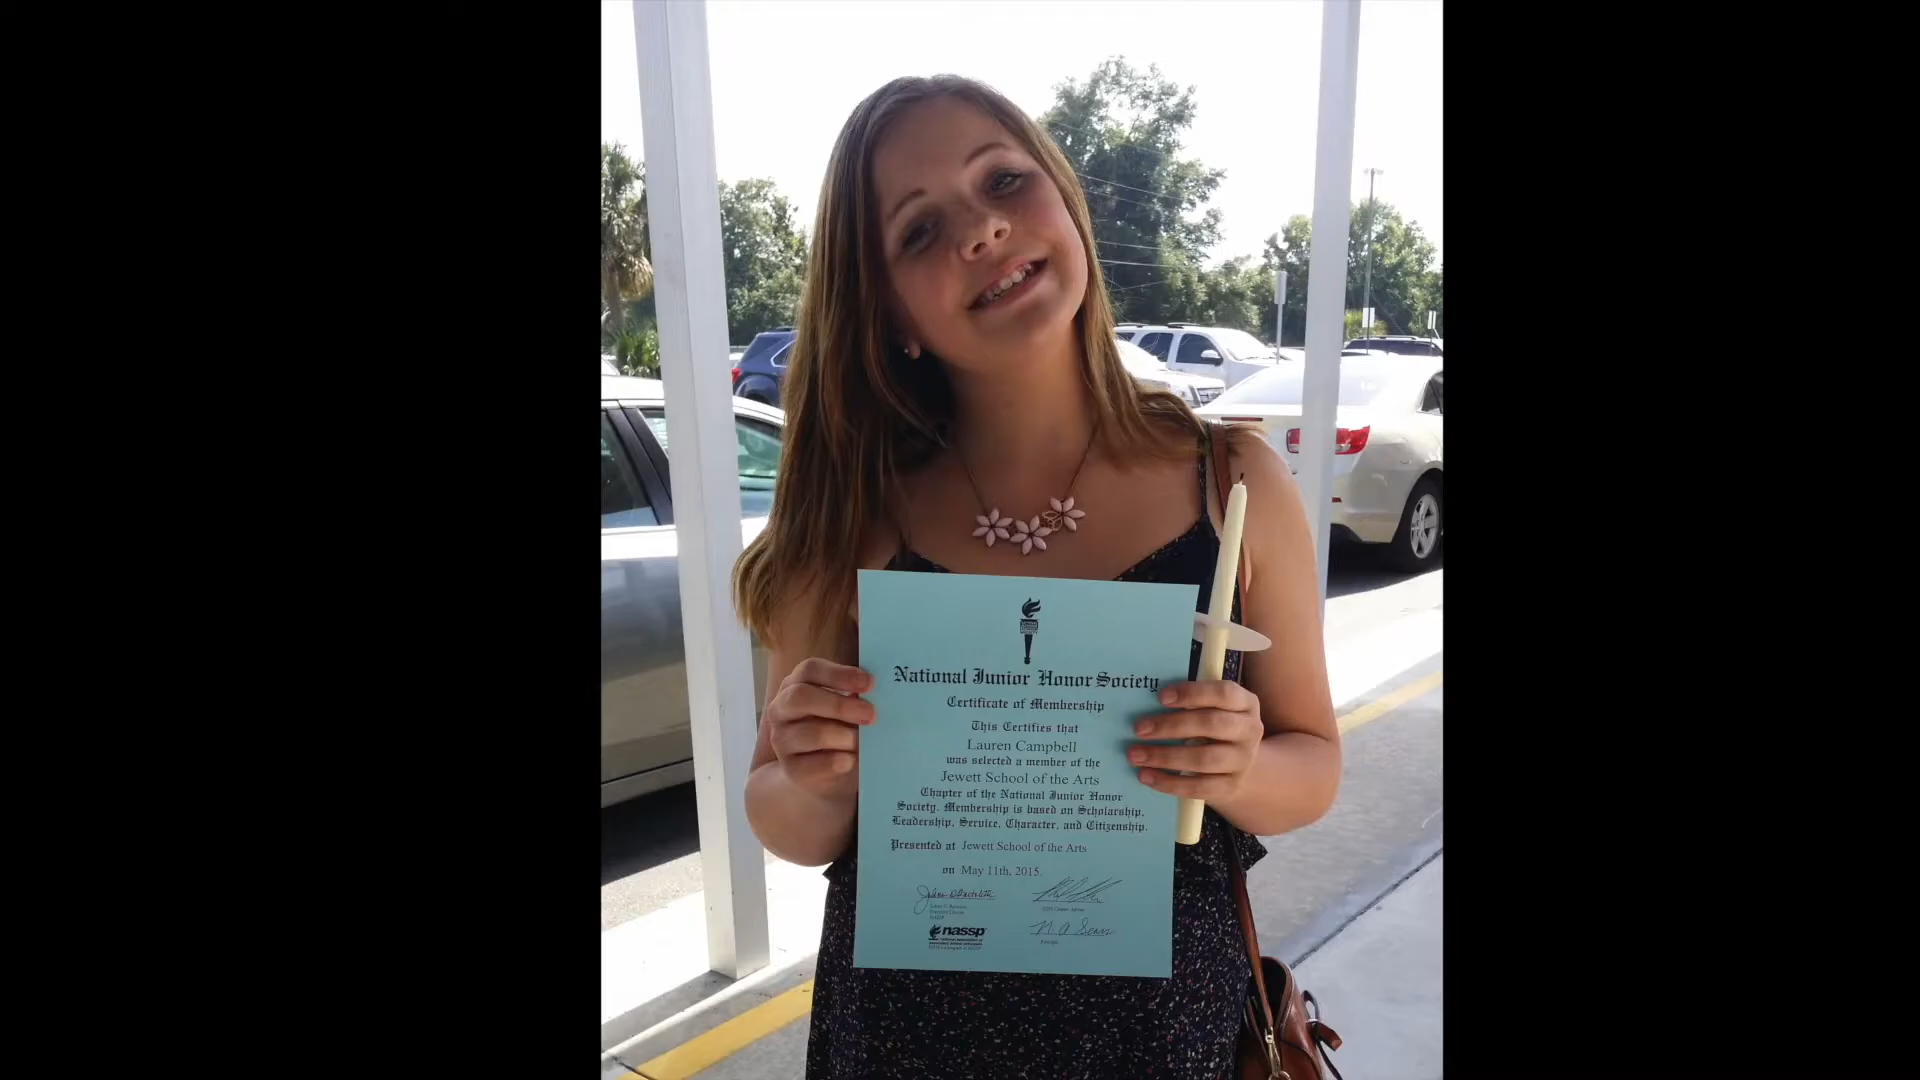 National Junior Honor Society
Certificate of Membership
This Certifies that
Lauren Campbell
was selected a member of the
Jewett School of the Arts
Chapter of the National Junior Honor
Society. Membership is based on Scholarship,
Leadership, Service, Character, and Citizenship.
Presented at Jewett School of the Arts
on May 11th, 2015.
nassp